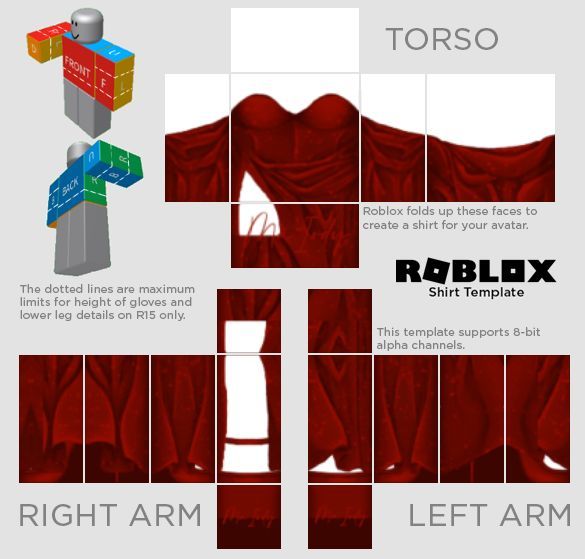 TORSO
D
R
U
FRONT
F
L
U
B
R
BACK
R
B
Roblox folds up these faces to
create a shirt for your avatar.
ROBLOX
Shirt Template
The dotted lines are maximum
limits for height of gloves and
lower leg details on R15 only.
This template supports 8-bit
alpha channels.
RIGHT ARM
LEFT ARM